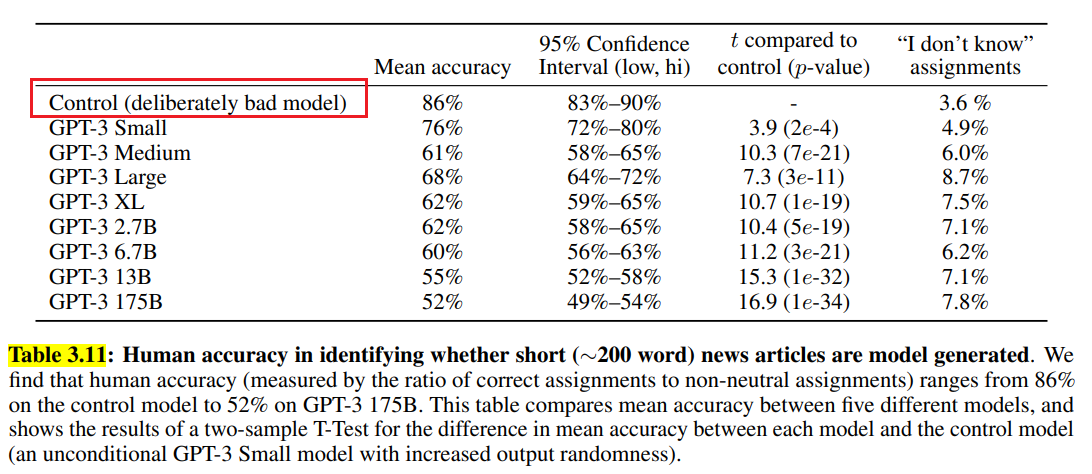 Mean accuracy 95% Confidence Interval (low, hi) t compared to control (p-value) “I don’t know” assignments
Control (deliberately bad model) 86% 83%–90% - 3.6 %
GPT-3 Small 76% 72%–80% 3.9 (2e-4) 4.9%
GPT-3 Medium 61% 58%–65% 10.3 (7e-21) 6.0%
GPT-3 Large 68% 64%–72% 7.3 (3e-11) 8.7%
GPT-3 XL 62% 59%–65% 10.7 (1e-19) 7.5%
GPT-3 2.7B 62% 58%–65% 10.4 (5e-19) 7.1%
GPT-3 6.7B 60% 56%–63% 11.2 (3e-21) 6.2%
GPT-3 13B 55% 52%–58% 15.3 (1e-32) 7.1%
GPT-3 175B 52% 49%–54% 16.9 (1e-34) 7.8%
Table 3.11: Human accuracy in identifying whether short (∼200 word) news articles are model generated. We
find that human accuracy (measured by the ratio of correct assignments to non-neutral assignments) ranges from 86%
on the control model to 52% on GPT-3 175B. This table compares mean accuracy between five different models, and
shows the results of a two-sample T-Test for the difference in mean accuracy between each model and the control model
(an unconditional GPT-3 Small model with increased output randomness).